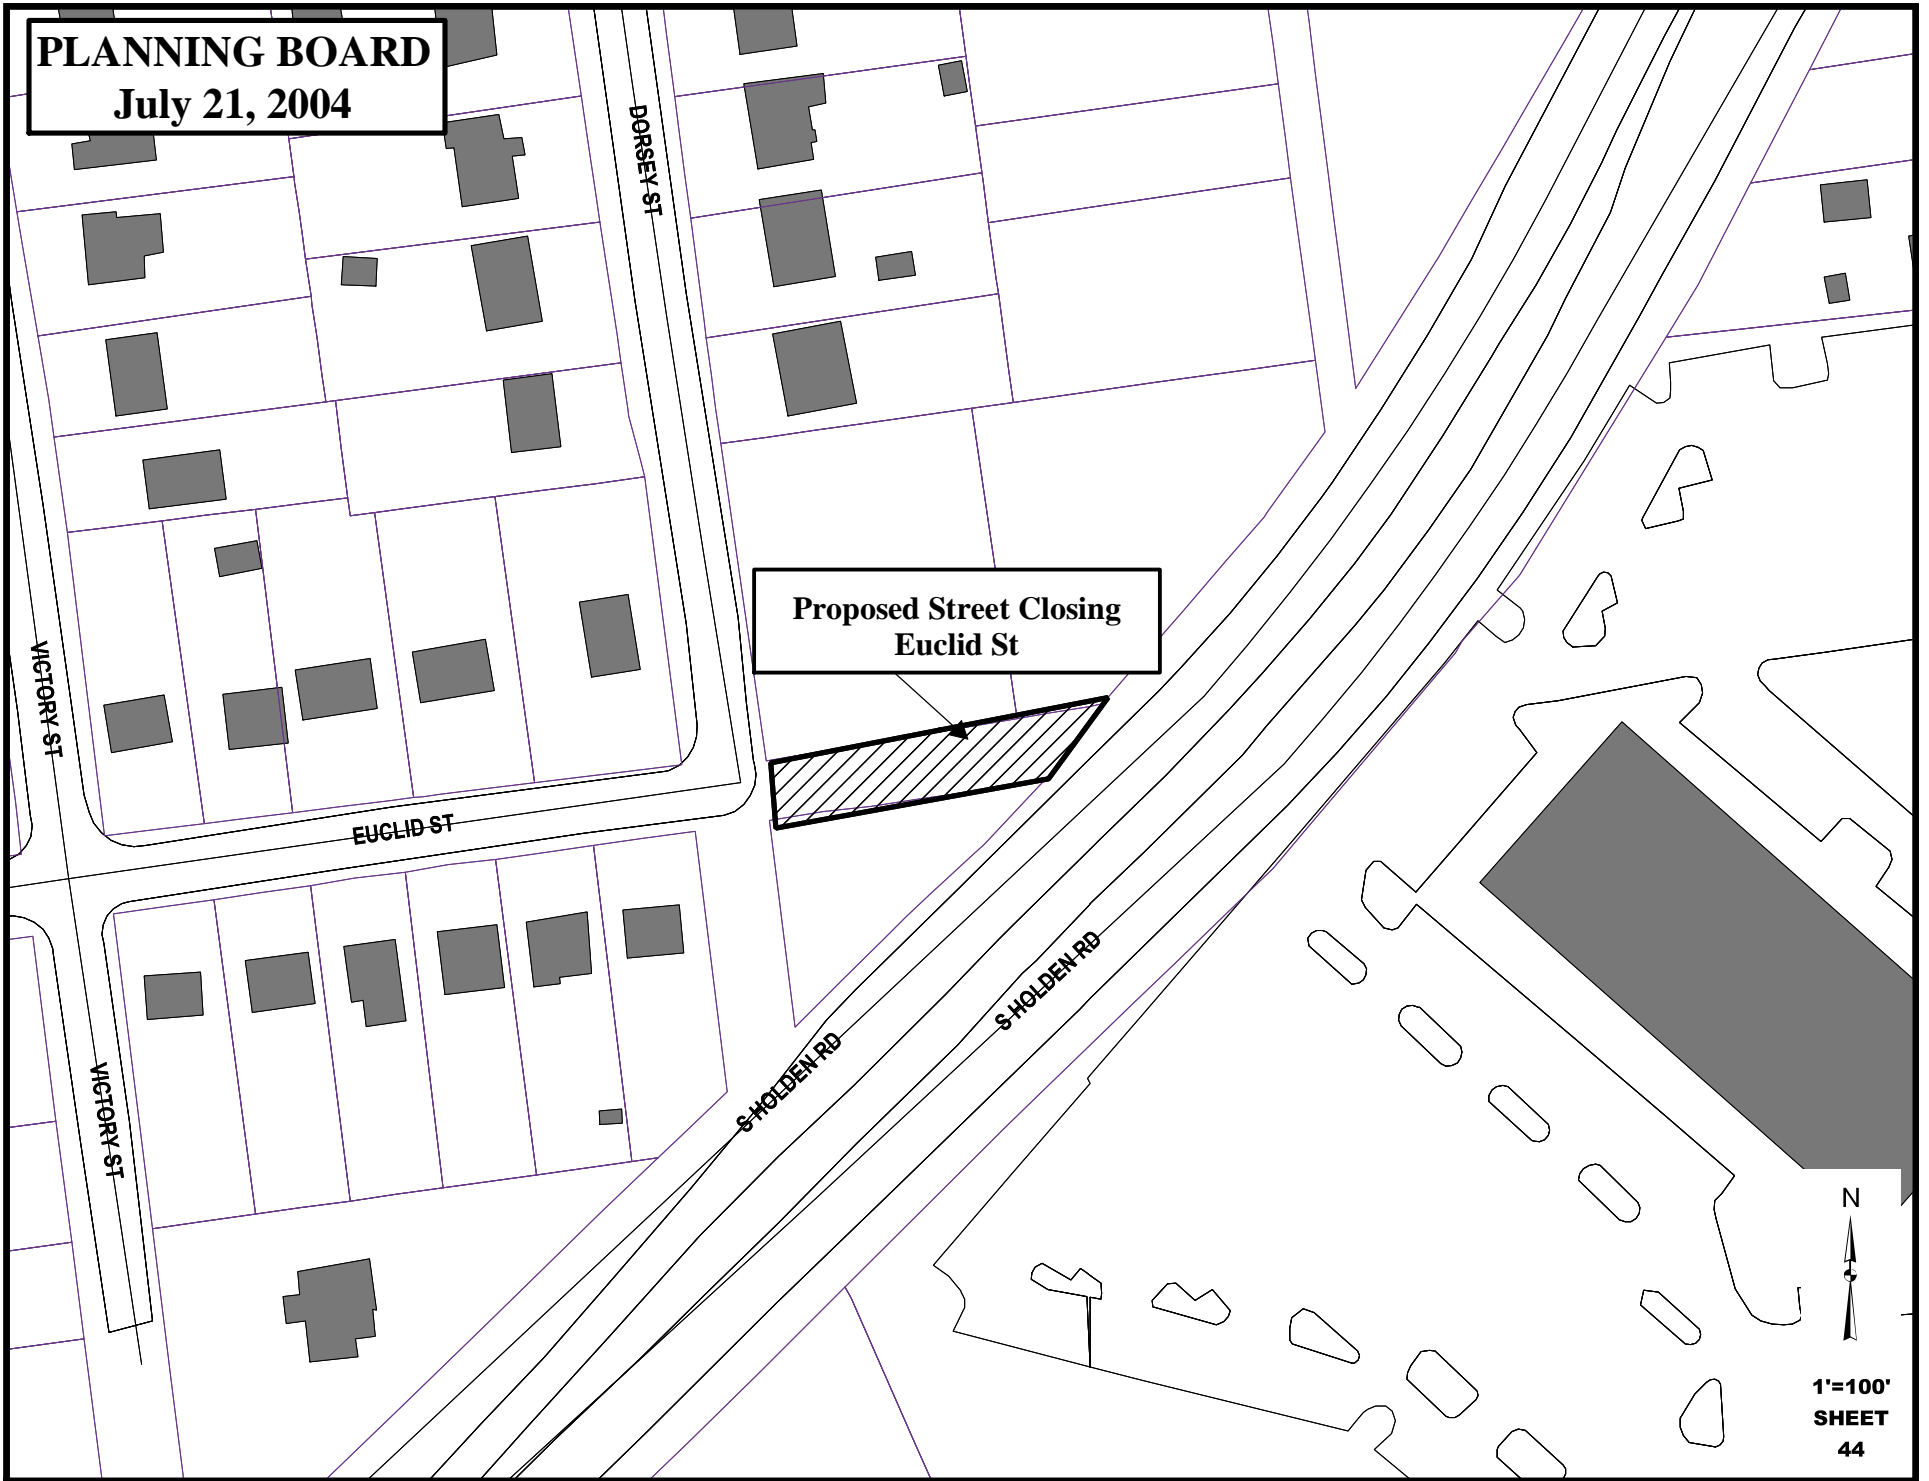 PLANNING BOARD
July 21, 2004
DORSEY ST
Proposed Street Closing
Euclid St
VICTORY ST
EUCLID ST
S HOLDEN RD
S HOLDEN RD
VICTORY ST
N
1'=100'
SHEET
44